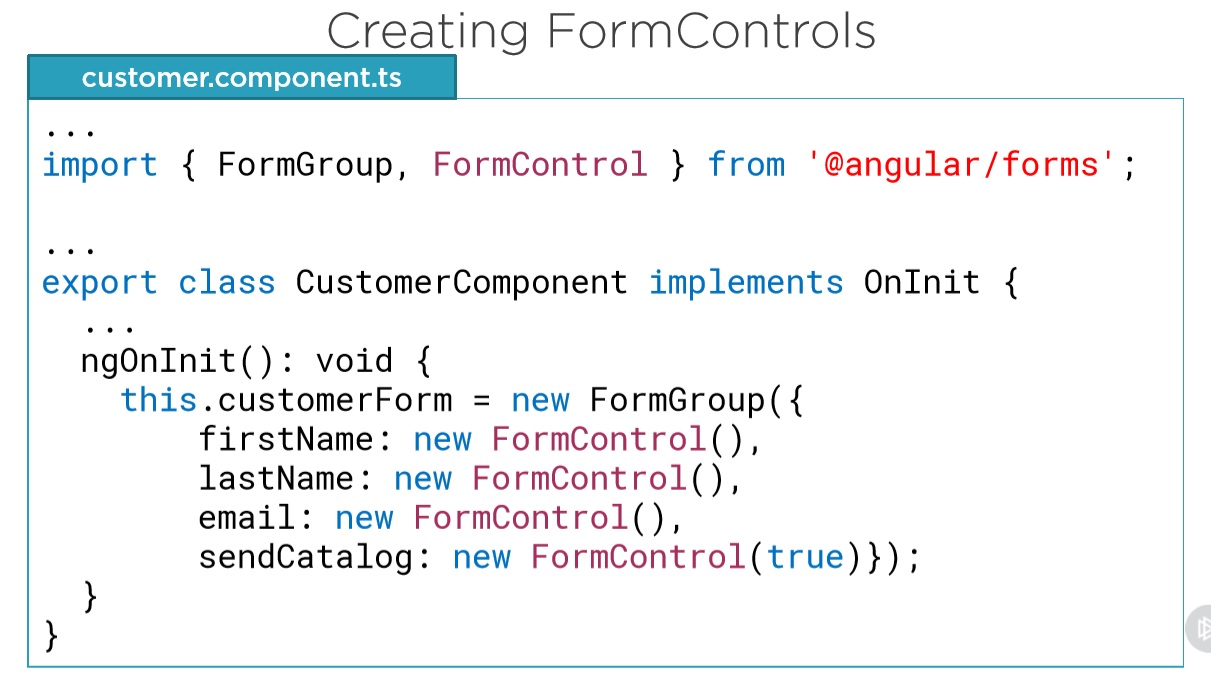 Creating FormControls
customer.component.ts
...
import { FormGroup, FormControl } from '@angular/forms';
...
export class CustomerComponent implements OnInit {
...
ngOnInit(): void {
this.customerForm = new FormGroup({
firstName: new FormControl(),
lastName: new FormControl(),
email: new FormControl(),
sendCatalog: new FormControl(true)});
}
}